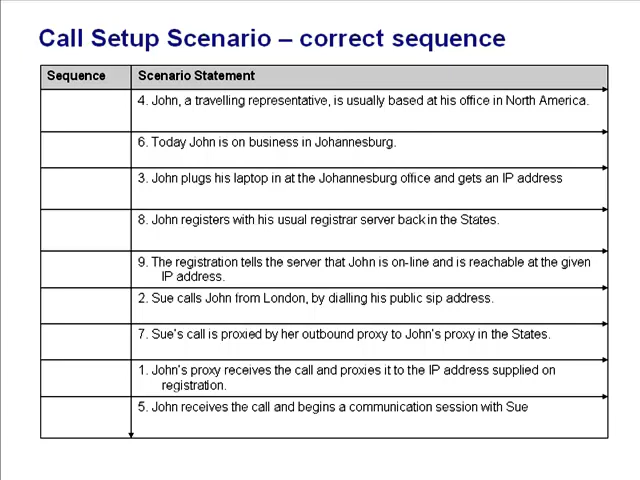 Call Setup Scenario – correct sequence
Sequence Scenario Statement
4. John, a travelling representative, is usually based at his office in North America.
6. Today John is on business in Johannesburg.
3. John plugs his laptop in at the Johannesburg office and gets an IP address
8. John registers with his usual registrar server back in the States.
9. The registration tells the server that John is on-line and is reachable at the given
IP address.
2. Sue calls John from London, by dialling his public sip address.
7. Sue's call is proxied by her outbound proxy to John's proxy in the States.
1. John's proxy receives the call and proxies it to the IP address supplied on
registration.
5. John receives the call and begins a communication session with Sue